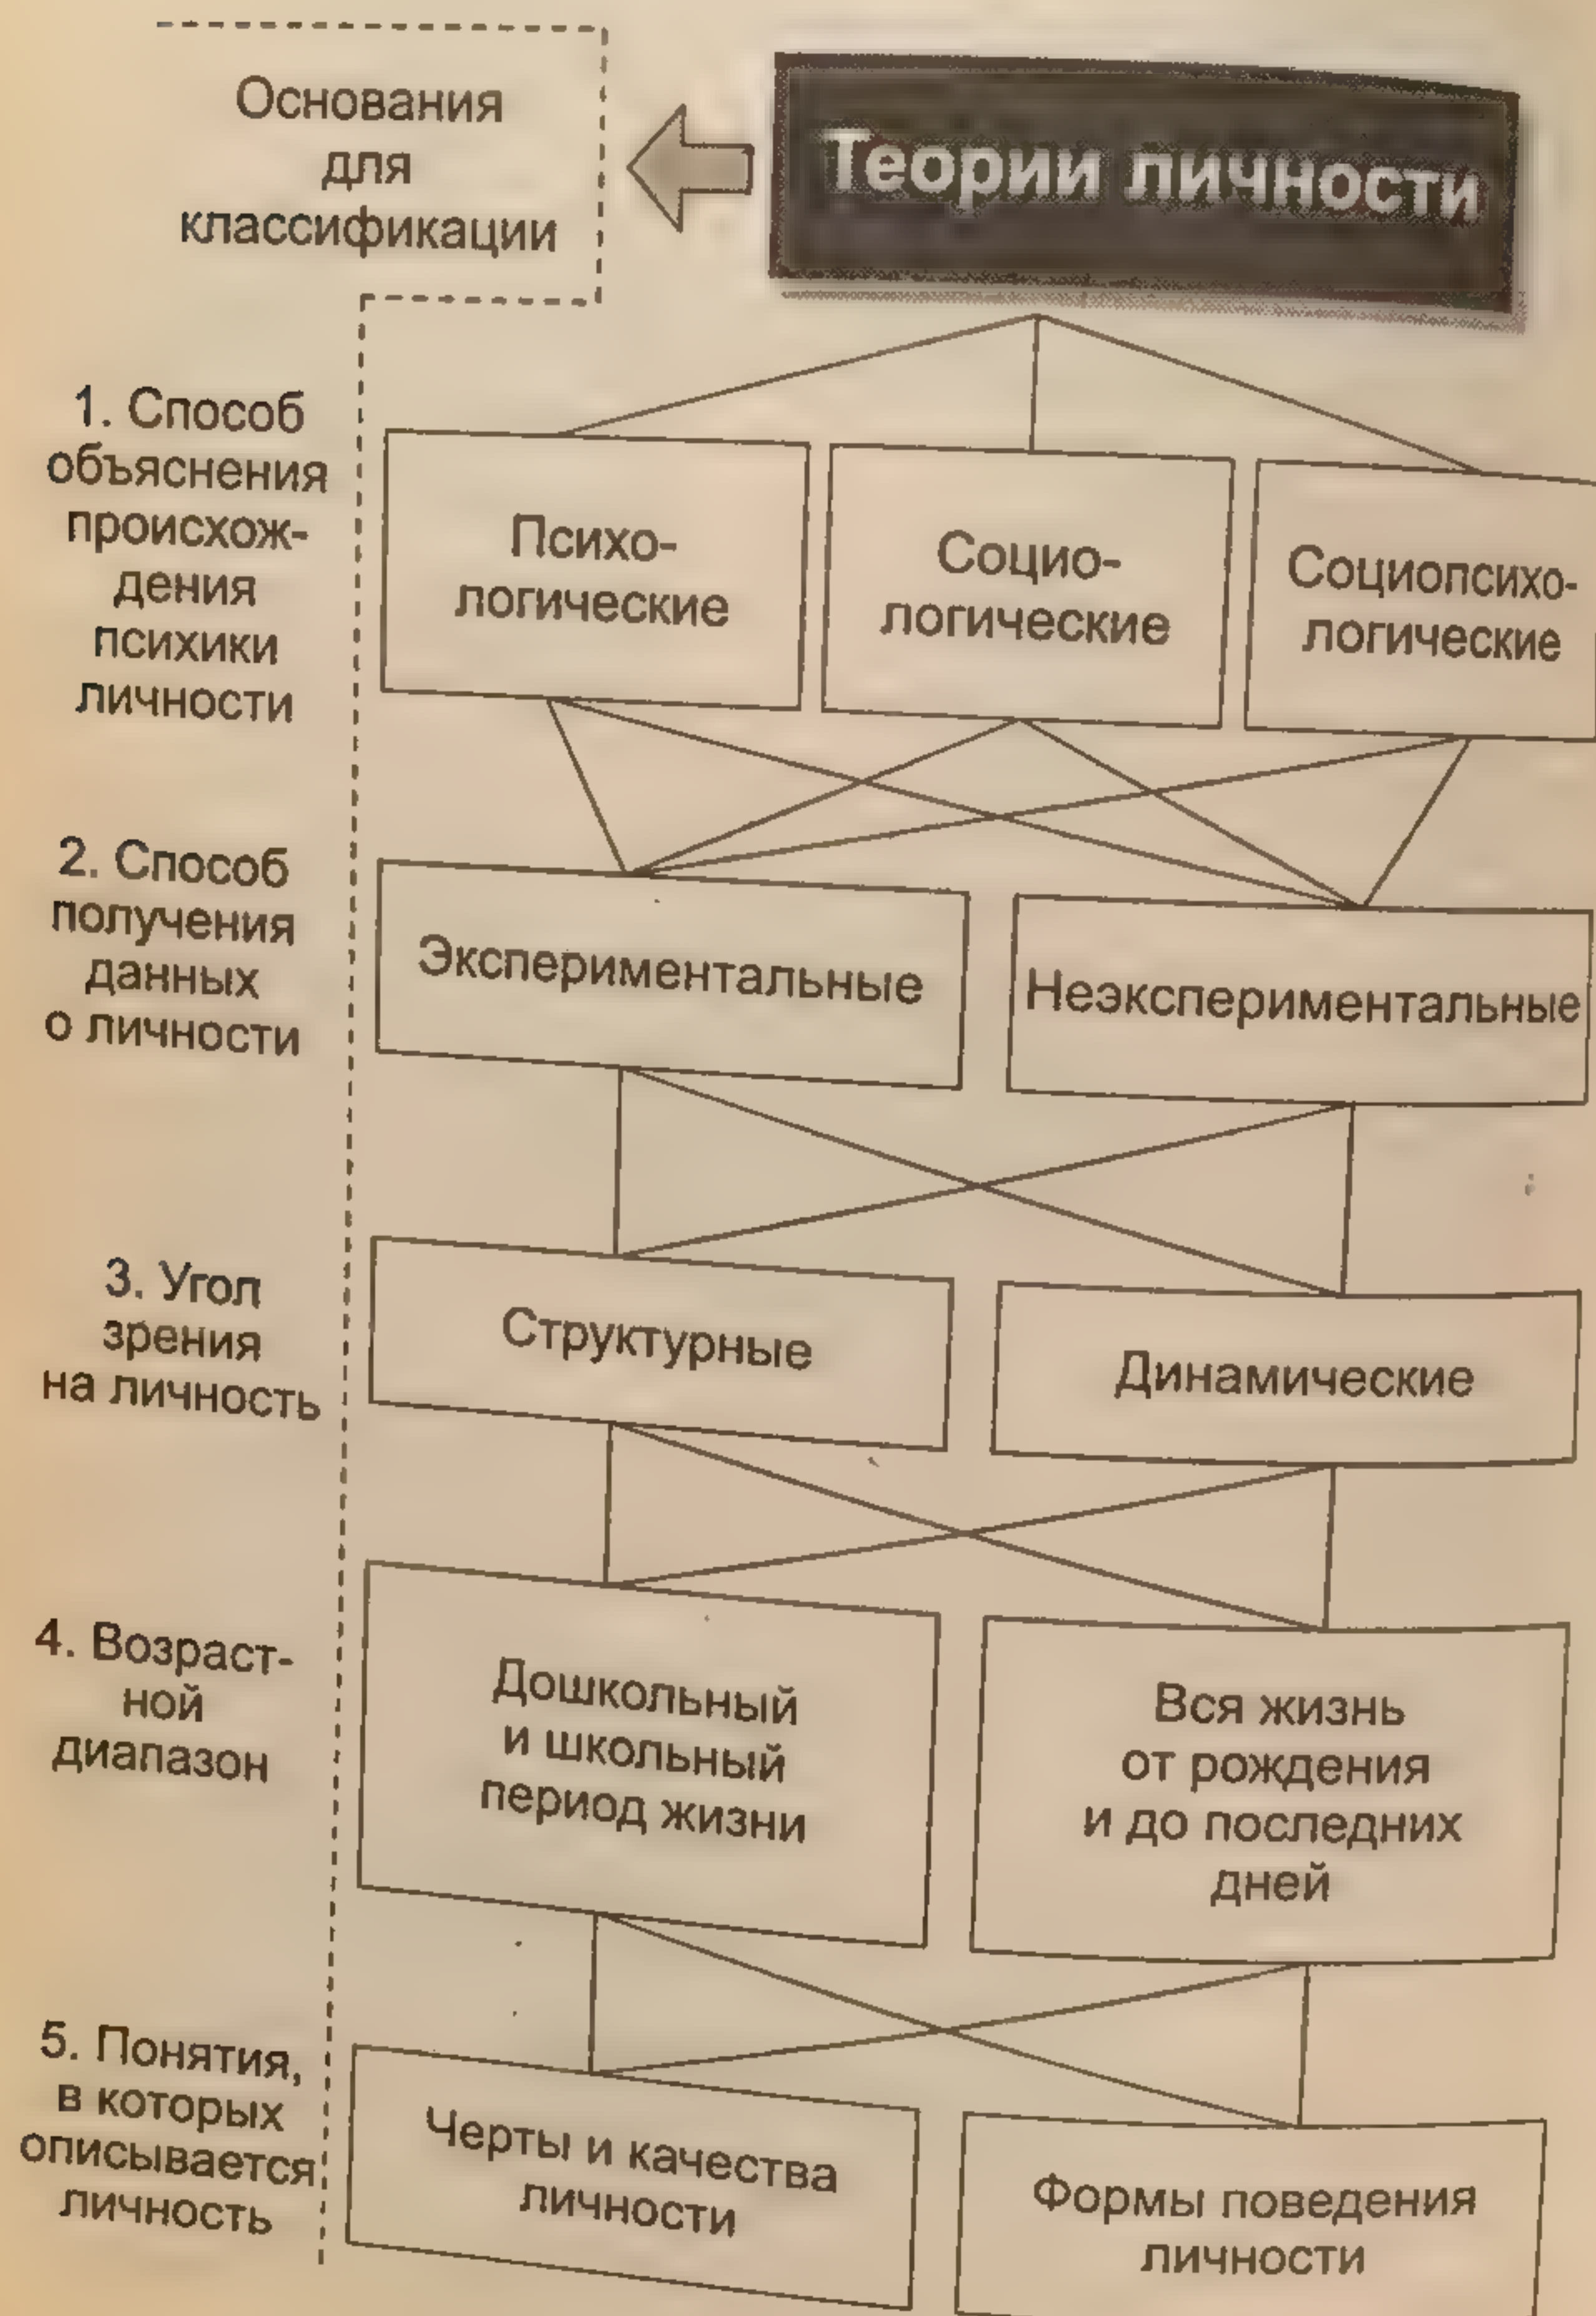 Основания
для
классификации
Теории личности
1. Способ
объяснения
происхож-
дения
психики
личности
Психо-
логические
Социо-
логические
Социопсихо-
логические
2. Способ
получения
данных
о личности
Экспериментальные
Неэкспериментальные
3. Угол
зрения
на личность
Структурные
Динамические
4. Возраст-
ной
диапазон
Дошкольный
и школьный
период жизни
Вся жизнь
от рождения
и до последних
дней
5. Понятия,
в которых
описывается
личность
Черты и качества
личности
Формы поведения
личности